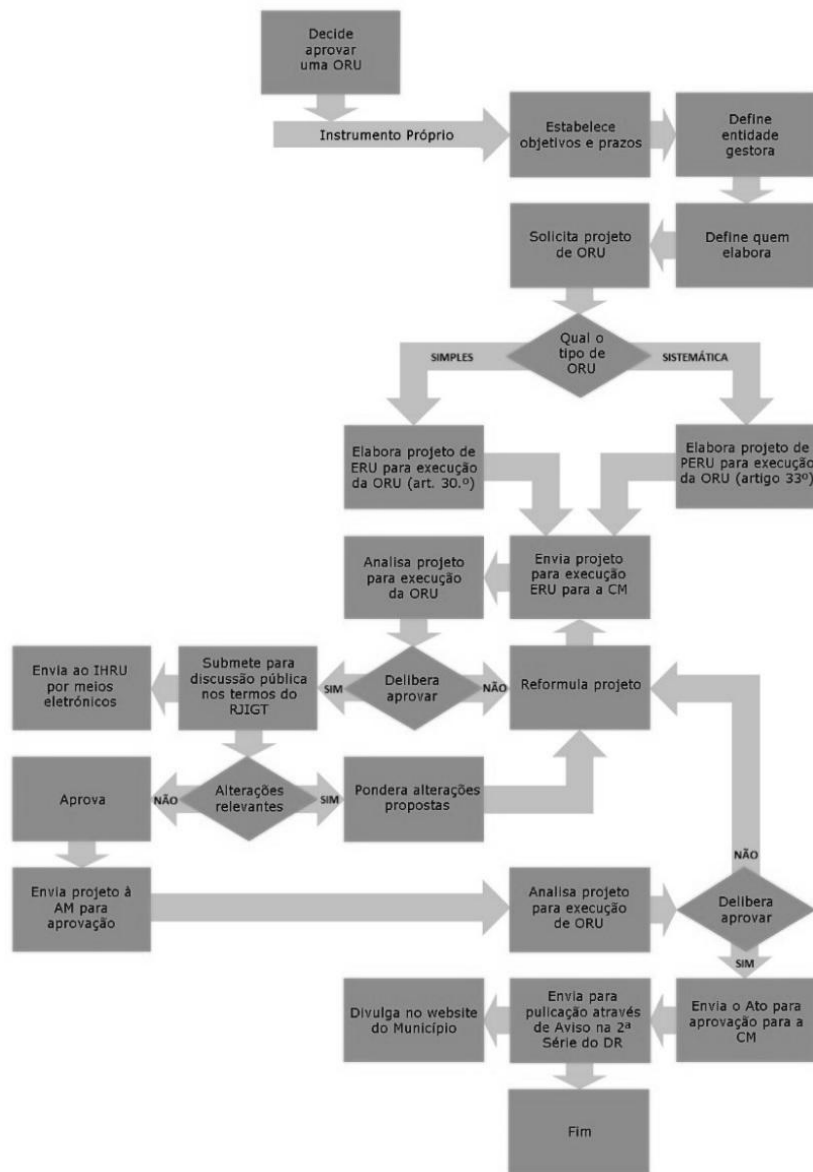 Decide
aprovar
uma ORU
Instrumento Próprio
Estabelece
objetivos e prazos
Define
entidade
gestora
Solicita projeto
de ORU
Define quem
elabora
Qual o
tipo de
ORU
SIMPLES
SISTEMÁTICA
Elabora projeto de
ERU para execução
da ORU (art. 30.º)
Elabora projeto de
PERU para execução
da ORU (artigo 33º)
Analisa projeto
para execução
da ORU
Envia projeto
para execução
ERU para a CM
Envia ao IHRU
por meios
eletrónicos
Submete para
discussão pública
nos termos do
RJIGT
SIM
Delibera
aprovar
NÃO
Reformula projeto
Aprova
NÃO
Alterações
relevantes
SIM
Pondera alterações
propostas
NÃO
Envia projeto à
AM para
aprovação
Analisa projeto
para execução
de ORU
Delibera
aprovar
SIM
Divulga no website
do Município
Envia para
pulicação através
de Aviso na 2ª
Série do DR
Envia o Ato para
aprovação para a
CM
Fim